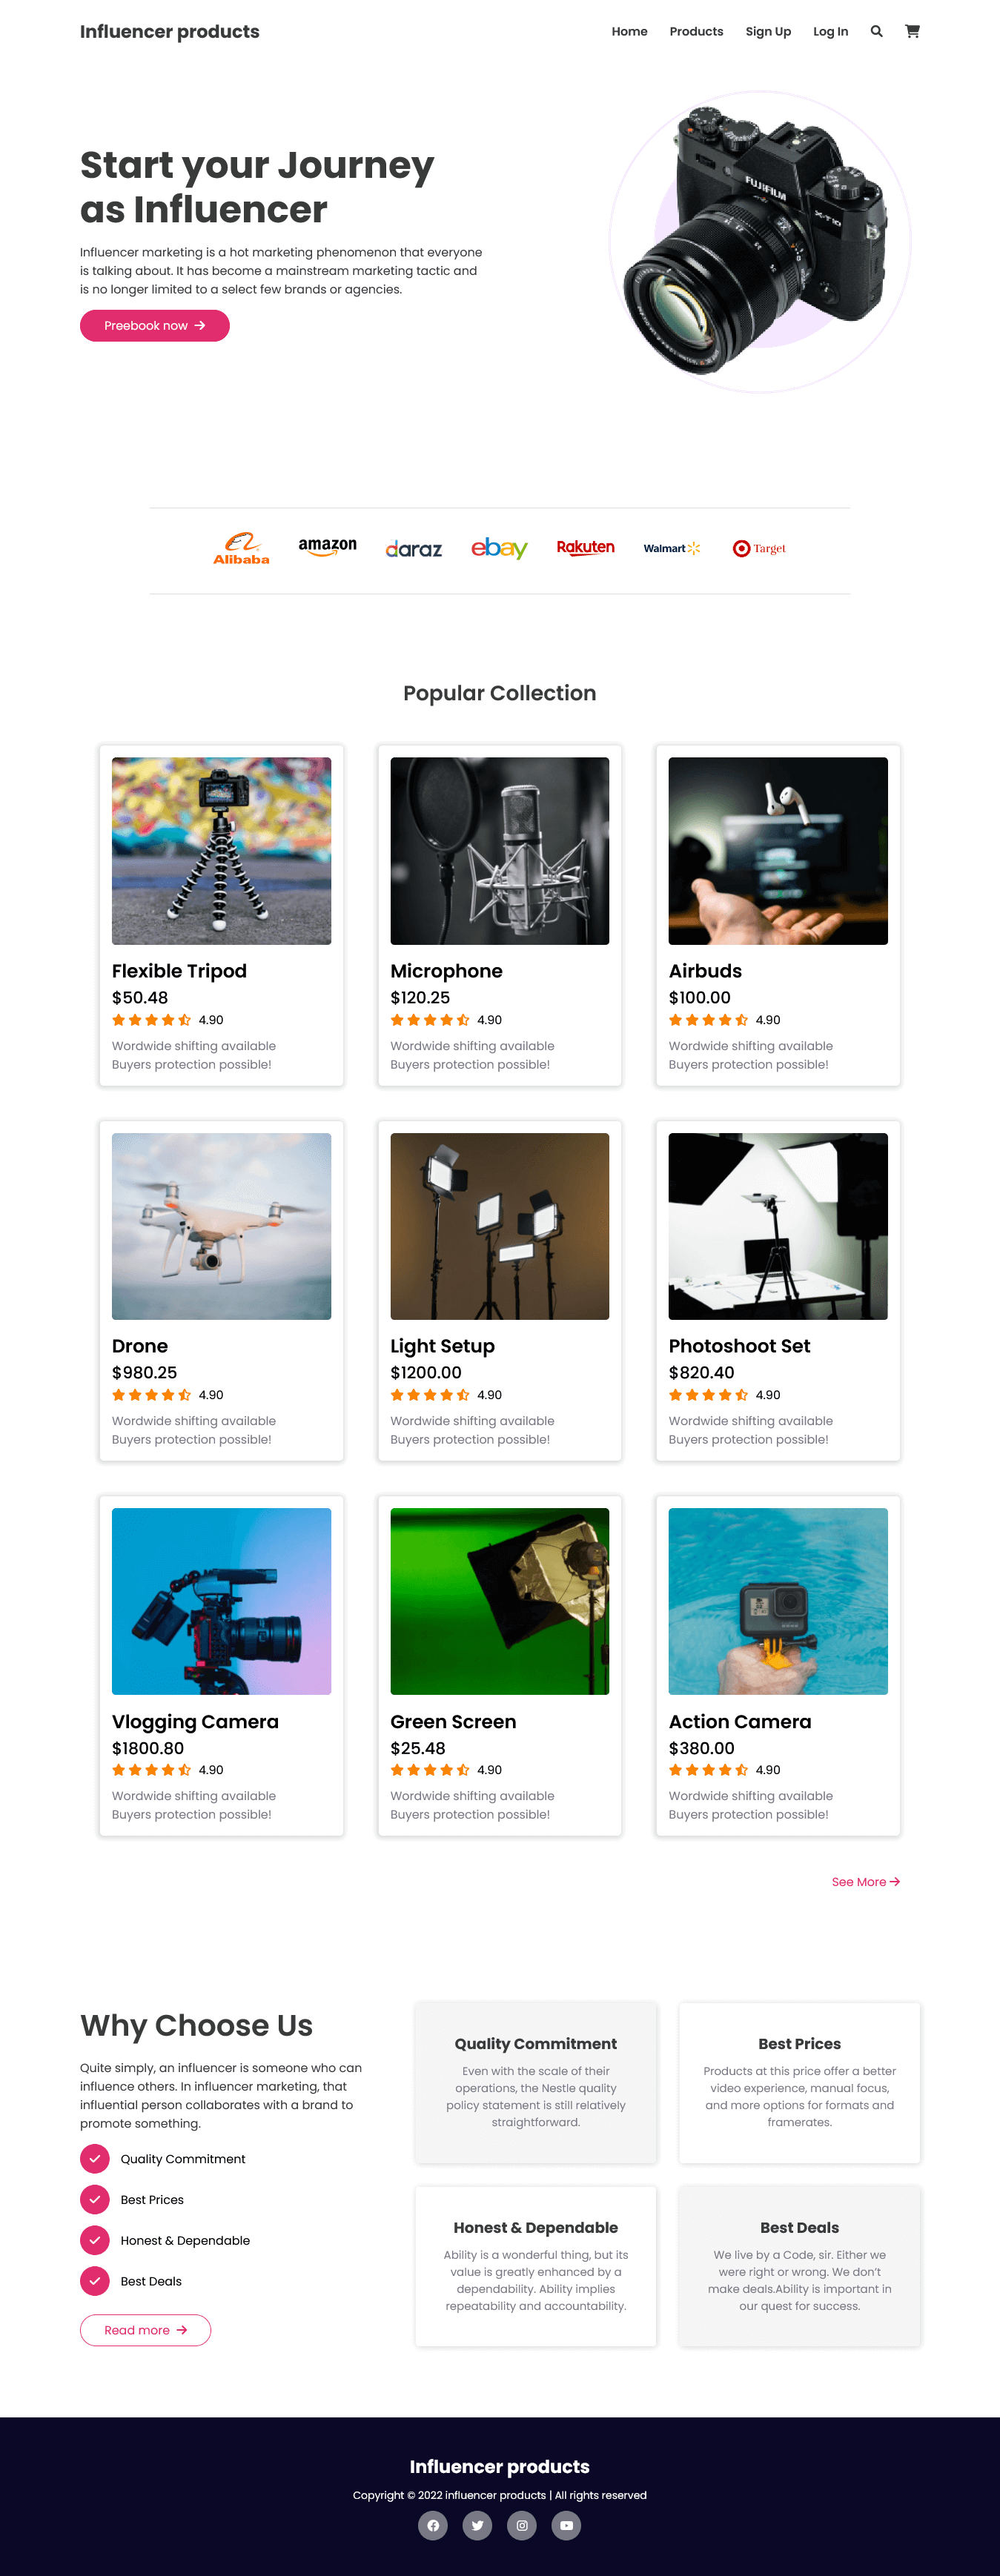 Influencer products
Home Products Sign Up Log In
Start your Journey
as Influencer
Influencer marketing is a hot marketing phenomenon that everyone
is talking about. It has become a mainstream marketing tactic and
is no longer limited to a select few brands or agencies.
Preebook now
FUJIFILM
X-T10
Alibaba amazon daraz ebay Rakuten Walmart Target
Popular Collection
Flexible Tripod
$50.48
4.90
Wordwide shifting available
Buyers protection possible!
Microphone
$120.25
4.90
Wordwide shifting available
Buyers protection possible!
Airbuds
$100.00
4.90
Wordwide shifting available
Buyers protection possible!
Drone
$980.25
4.90
Wordwide shifting available
Buyers protection possible!
Light Setup
$1200.00
4.90
Wordwide shifting available
Buyers protection possible!
Photoshoot Set
$820.40
4.90
Wordwide shifting available
Buyers protection possible!
Vlogging Camera
$1800.80
4.90
Wordwide shifting available
Buyers protection possible!
Green Screen
$25.48
4.90
Wordwide shifting available
Buyers protection possible!
Action Camera
$380.00
4.90
Wordwide shifting available
Buyers protection possible!
See More
Why Choose Us
Quite simply, an influencer is someone who can
influence others. In influencer marketing, that
influential person collaborates with a brand to
promote something.
Quality Commitment
Best Prices
Honest & Dependable
Best Deals
Read more
Quality Commitment
Even with the scale of their
operations, the Nestle quality
policy statement is still relatively
straightforward.
Best Prices
Products at this price offer a better
video experience, manual focus,
and more options for formats and
framerates.
Honest & Dependable
Ability is a wonderful thing, but its
value is greatly enhanced by a
dependability. Ability implies
repeatability and accountability.
Best Deals
We live by a Code, sir. Either we
were right or wrong. We don't
make deals.Ability is important in
our quest for success.
Influencer products
Copyright © 2022 influencer products | All rights reserved